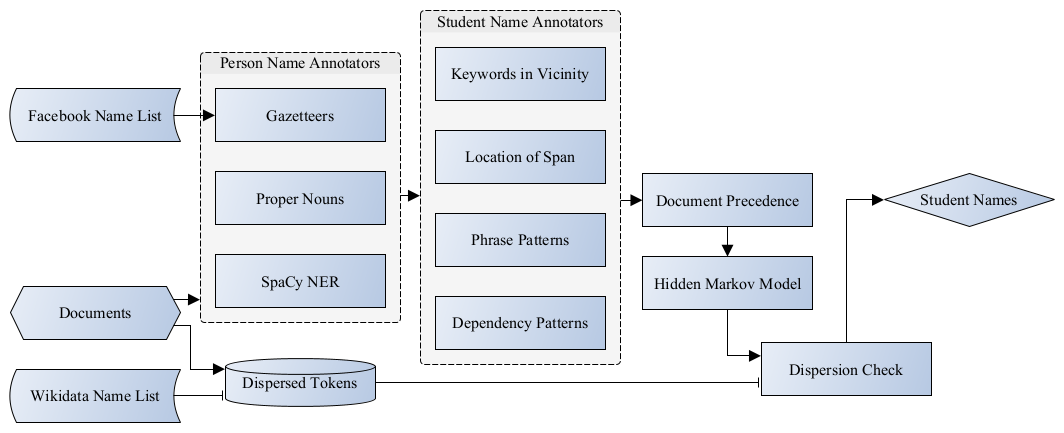 Student Name Annotators
Person Name Annotators
Keywords in Vicinity
Facebook Name List
Gazetteers
Location of Span
Proper Nouns
Document Precedence
Student Names
Phrase Patterns
SpaCy NER
Hidden Markov Model
Documents
Dependency Patterns
Dispersion Check
Dispersed Tokens
Wikidata Name List